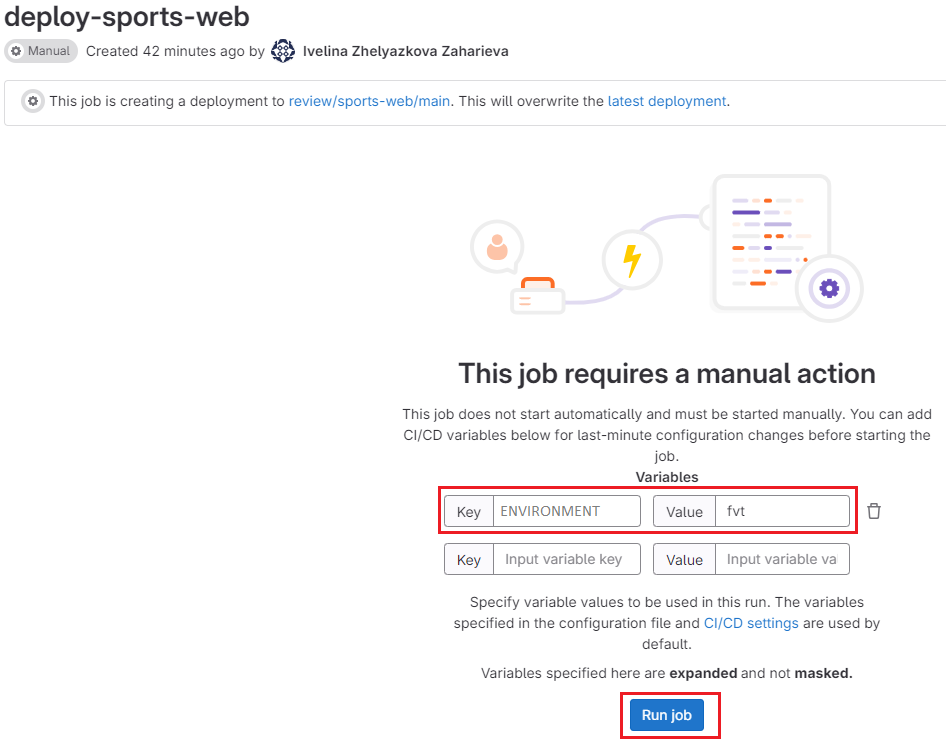 deploy-sports-web
Manual Created 42 minutes ago by Ivelina Zhelyazkova Zaharieva
This job is creating a deployment to review/sports-web/main. This will overwrite the latest deployment.
This job requires a manual action
This job does not start automatically and must be started manually. You can add
CI/CD variables below for last-minute configuration changes before starting the
job.
Variables
Key ENVIRONMENT Value fvt
Key Input variable key Value Input variable va
Specify variable values to be used in this run. The variables
specified in the configuration file and CI/CD settings are used by
default.
Variables specified here are expanded and not masked.
Run job